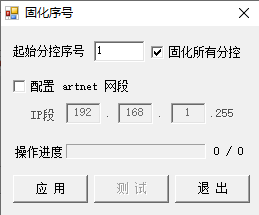 固化序号
起始分控序号 1 固化所有分控
配置 artnet 网段
IP段 192 . 168 . 1 .255
操作进度 0 / 0
应 用 测 试 退 出